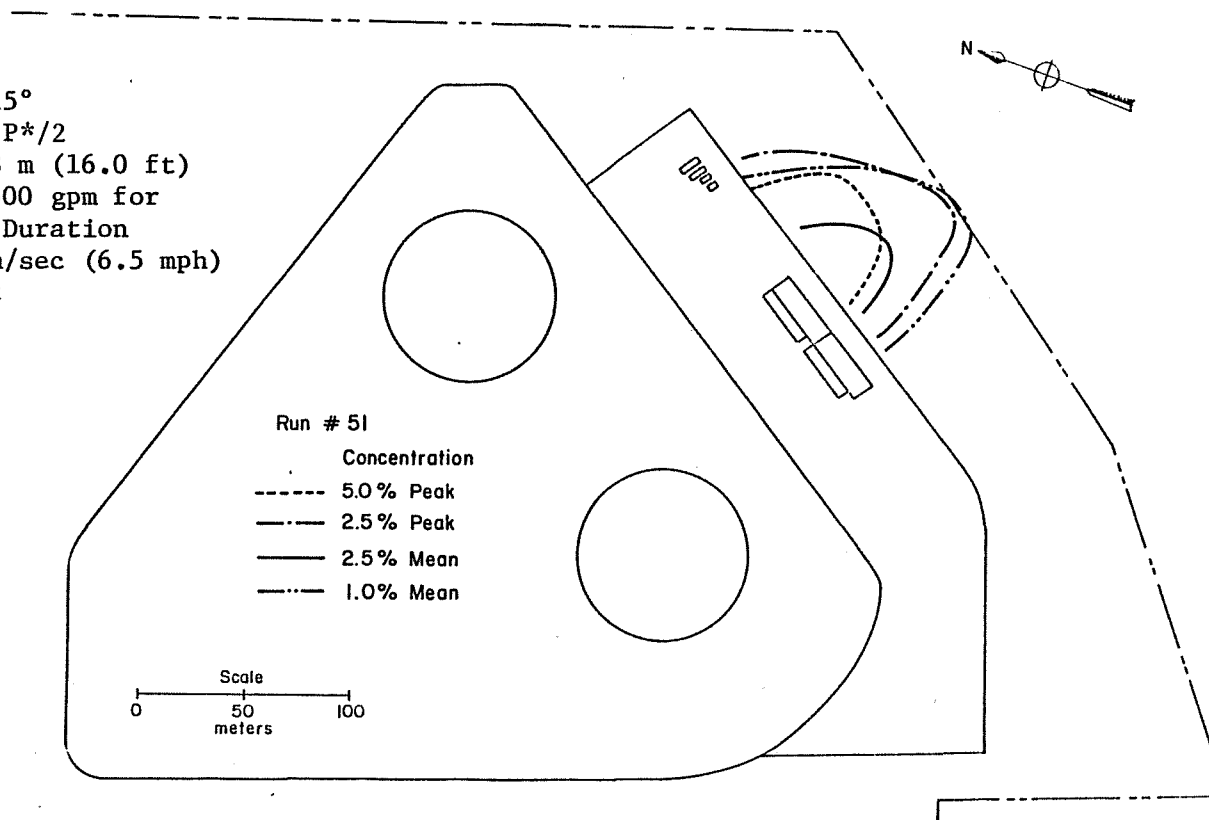 N
5°
P*/2
m (16.0 ft)
00 gpm for
Duration
/sec (6.5 mph)
Run # 51
Concentration
5.0% Peak
2.5% Peak
2.5% Mean
1.0% Mean
Scale
0 50 100
meters